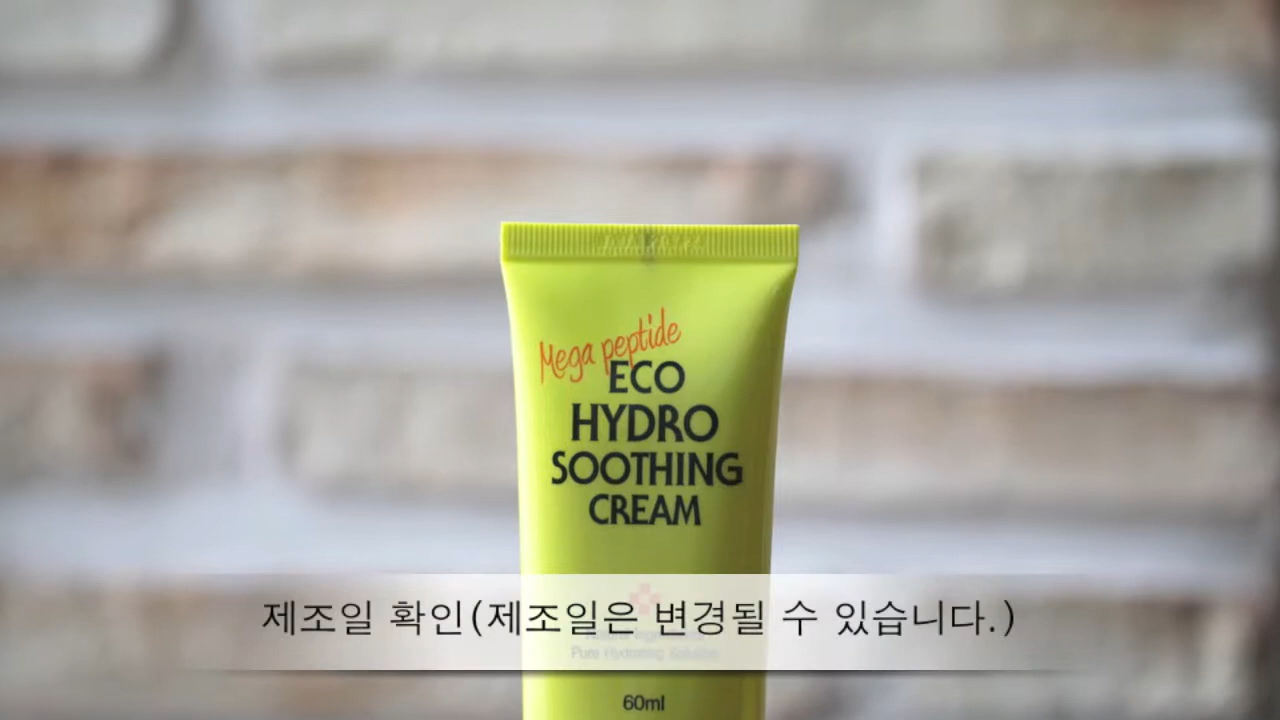 Mega peptide
ECO
HYDRO
SOOTHING
CREAM
제조일 확인(제조일은 변경될 수 있습니다.)
Pure Hydrating Solution
60ml